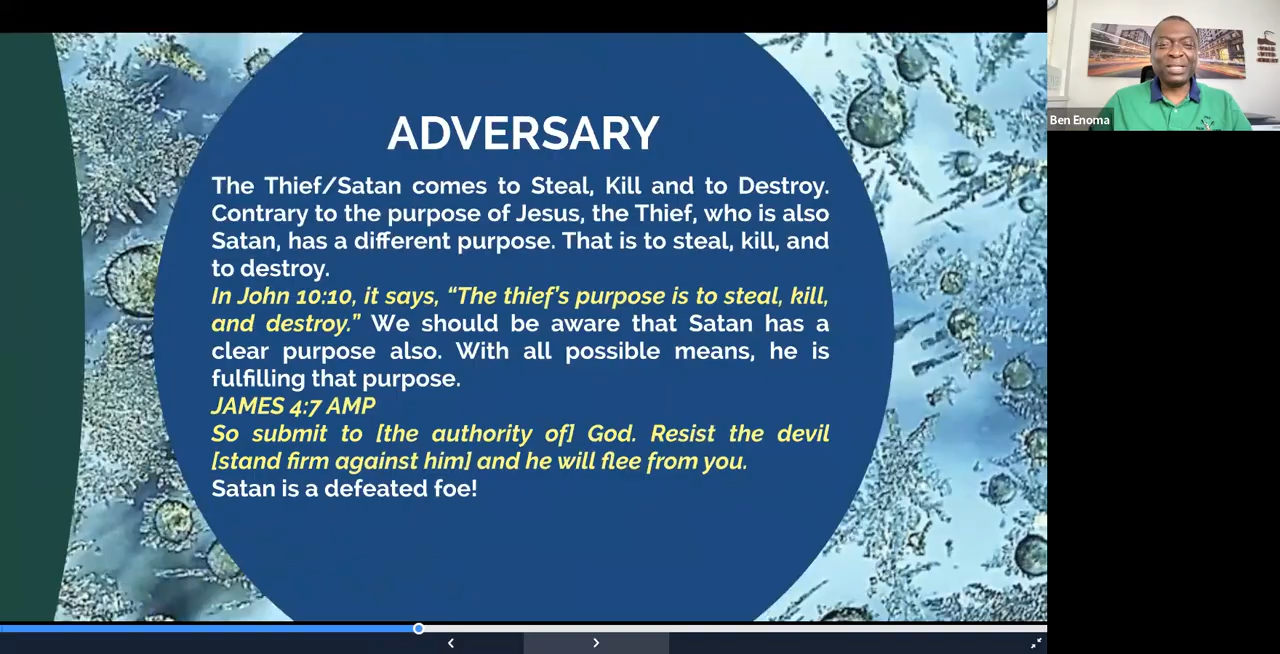 ADVERSARY
The Thief/Satan comes to Steal, Kill and to Destroy.
Contrary to the purpose of Jesus, the Thief, who is also
Satan, has a different purpose. That is to steal, kill, and
to destroy.
In John 10:10, it says, “The thief’s purpose is to steal, kill,
and destroy.” We should be aware that Satan has a
clear purpose also. With all possible means, he is
fulfilling that purpose.
JAMES 4:7 AMP
So submit to [the authority of] God. Resist the devil
[stand firm against him] and he will flee from you.
Satan is a defeated foe!
Ben Enoma